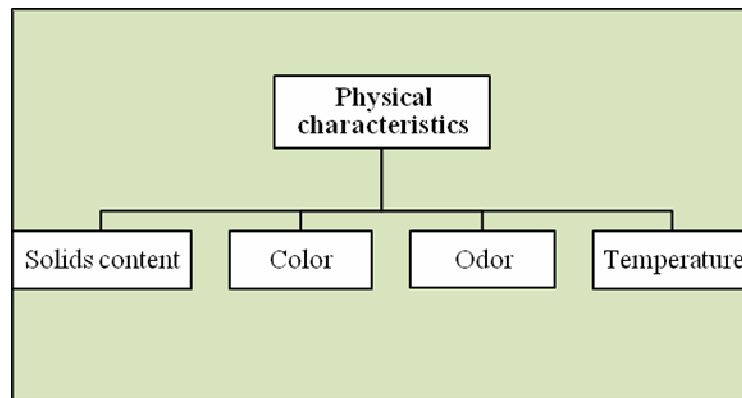 Physical
characteristics
Solids content
Color
Odor
Temperature